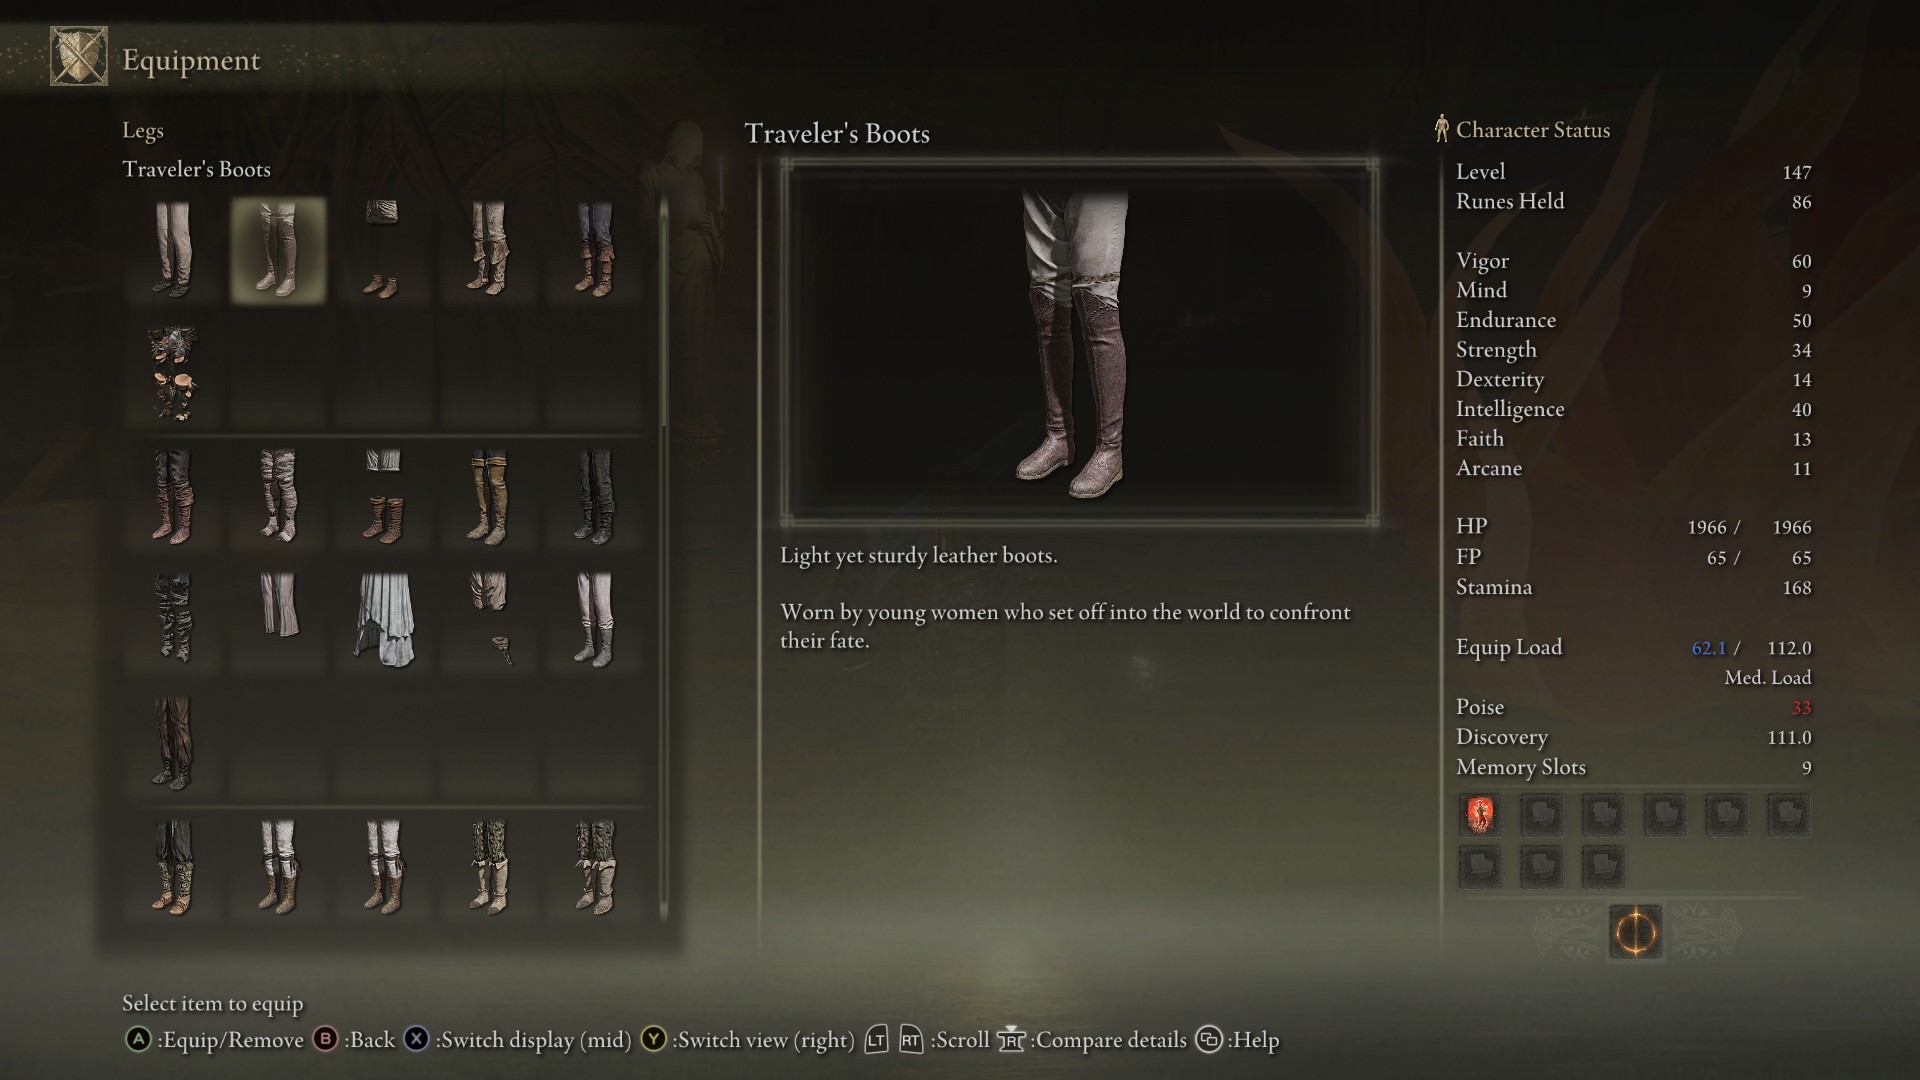 Equipment
Legs
Traveler's Boots
Traveler's Boots
Light yet sturdy leather boots.
Worn by young women who set off into the world to confront
their fate.
Character Status
Level 147
Runes Held 86
Vigor 60
Mind 9
Endurance 50
Strength 34
Dexterity 14
Intelligence 40
Faith 13
Arcane 11
HP 1966 / 1966
FP 65 / 65
Stamina 168
Equip Load 62.1 / 112.0
Med. Load
Poise 33
Discovery 111.0
Memory Slots 9
Select item to equip
A :Equip/Remove B :Back X :Switch display (mid) Y :Switch view (right) LT RT :Scroll R :Compare details :Help